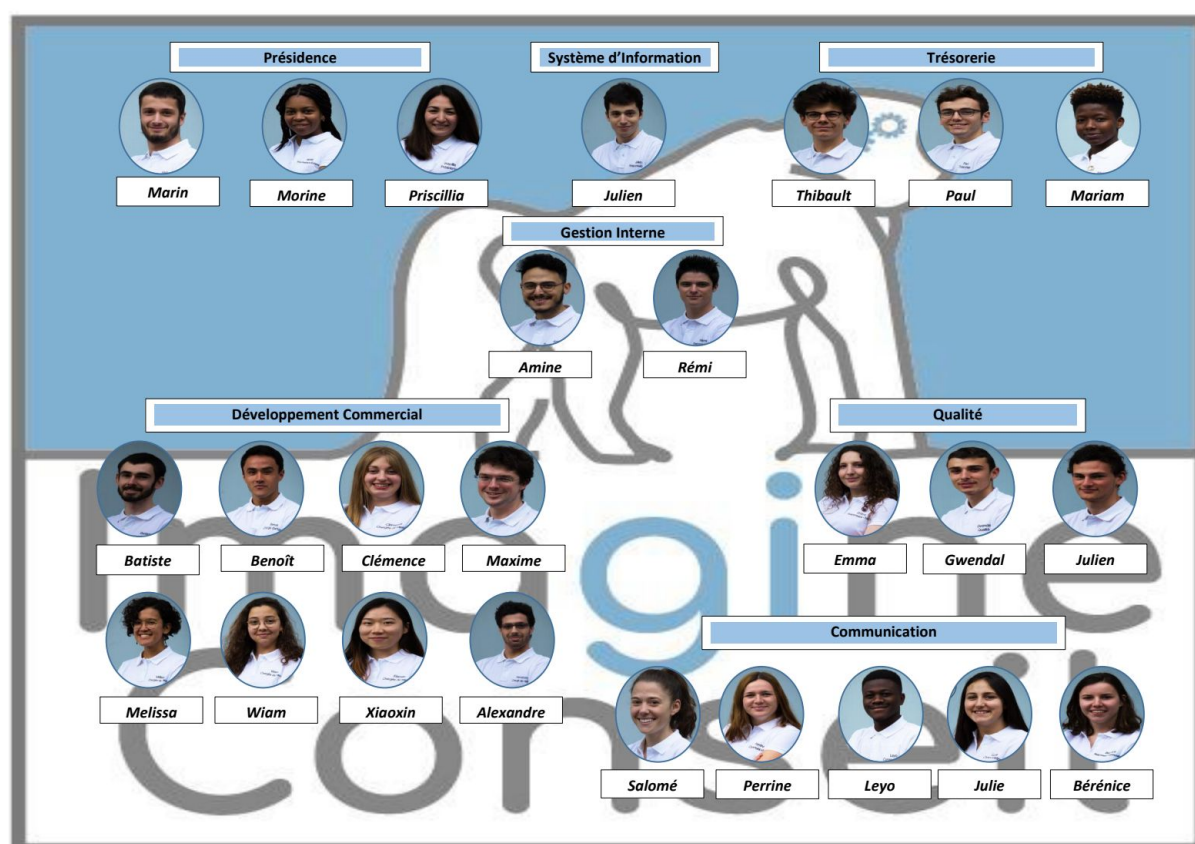 Présidence
Système d'Information
Trésorerie
Marin
Morine
Priscillia
Julien
Thibault
Paul
Mariam
Gestion Interne
Amine
Rémi
Développement Commercial
Qualité
Batiste
Benoît
Clémence
Maxime
Emma
Gwendal
Julien
Melissa
Wiam
Xiaoxin
Alexandre
Communication
Salomé
Perrine
Leyo
Julie
Bérénice
Imagine
Conseil